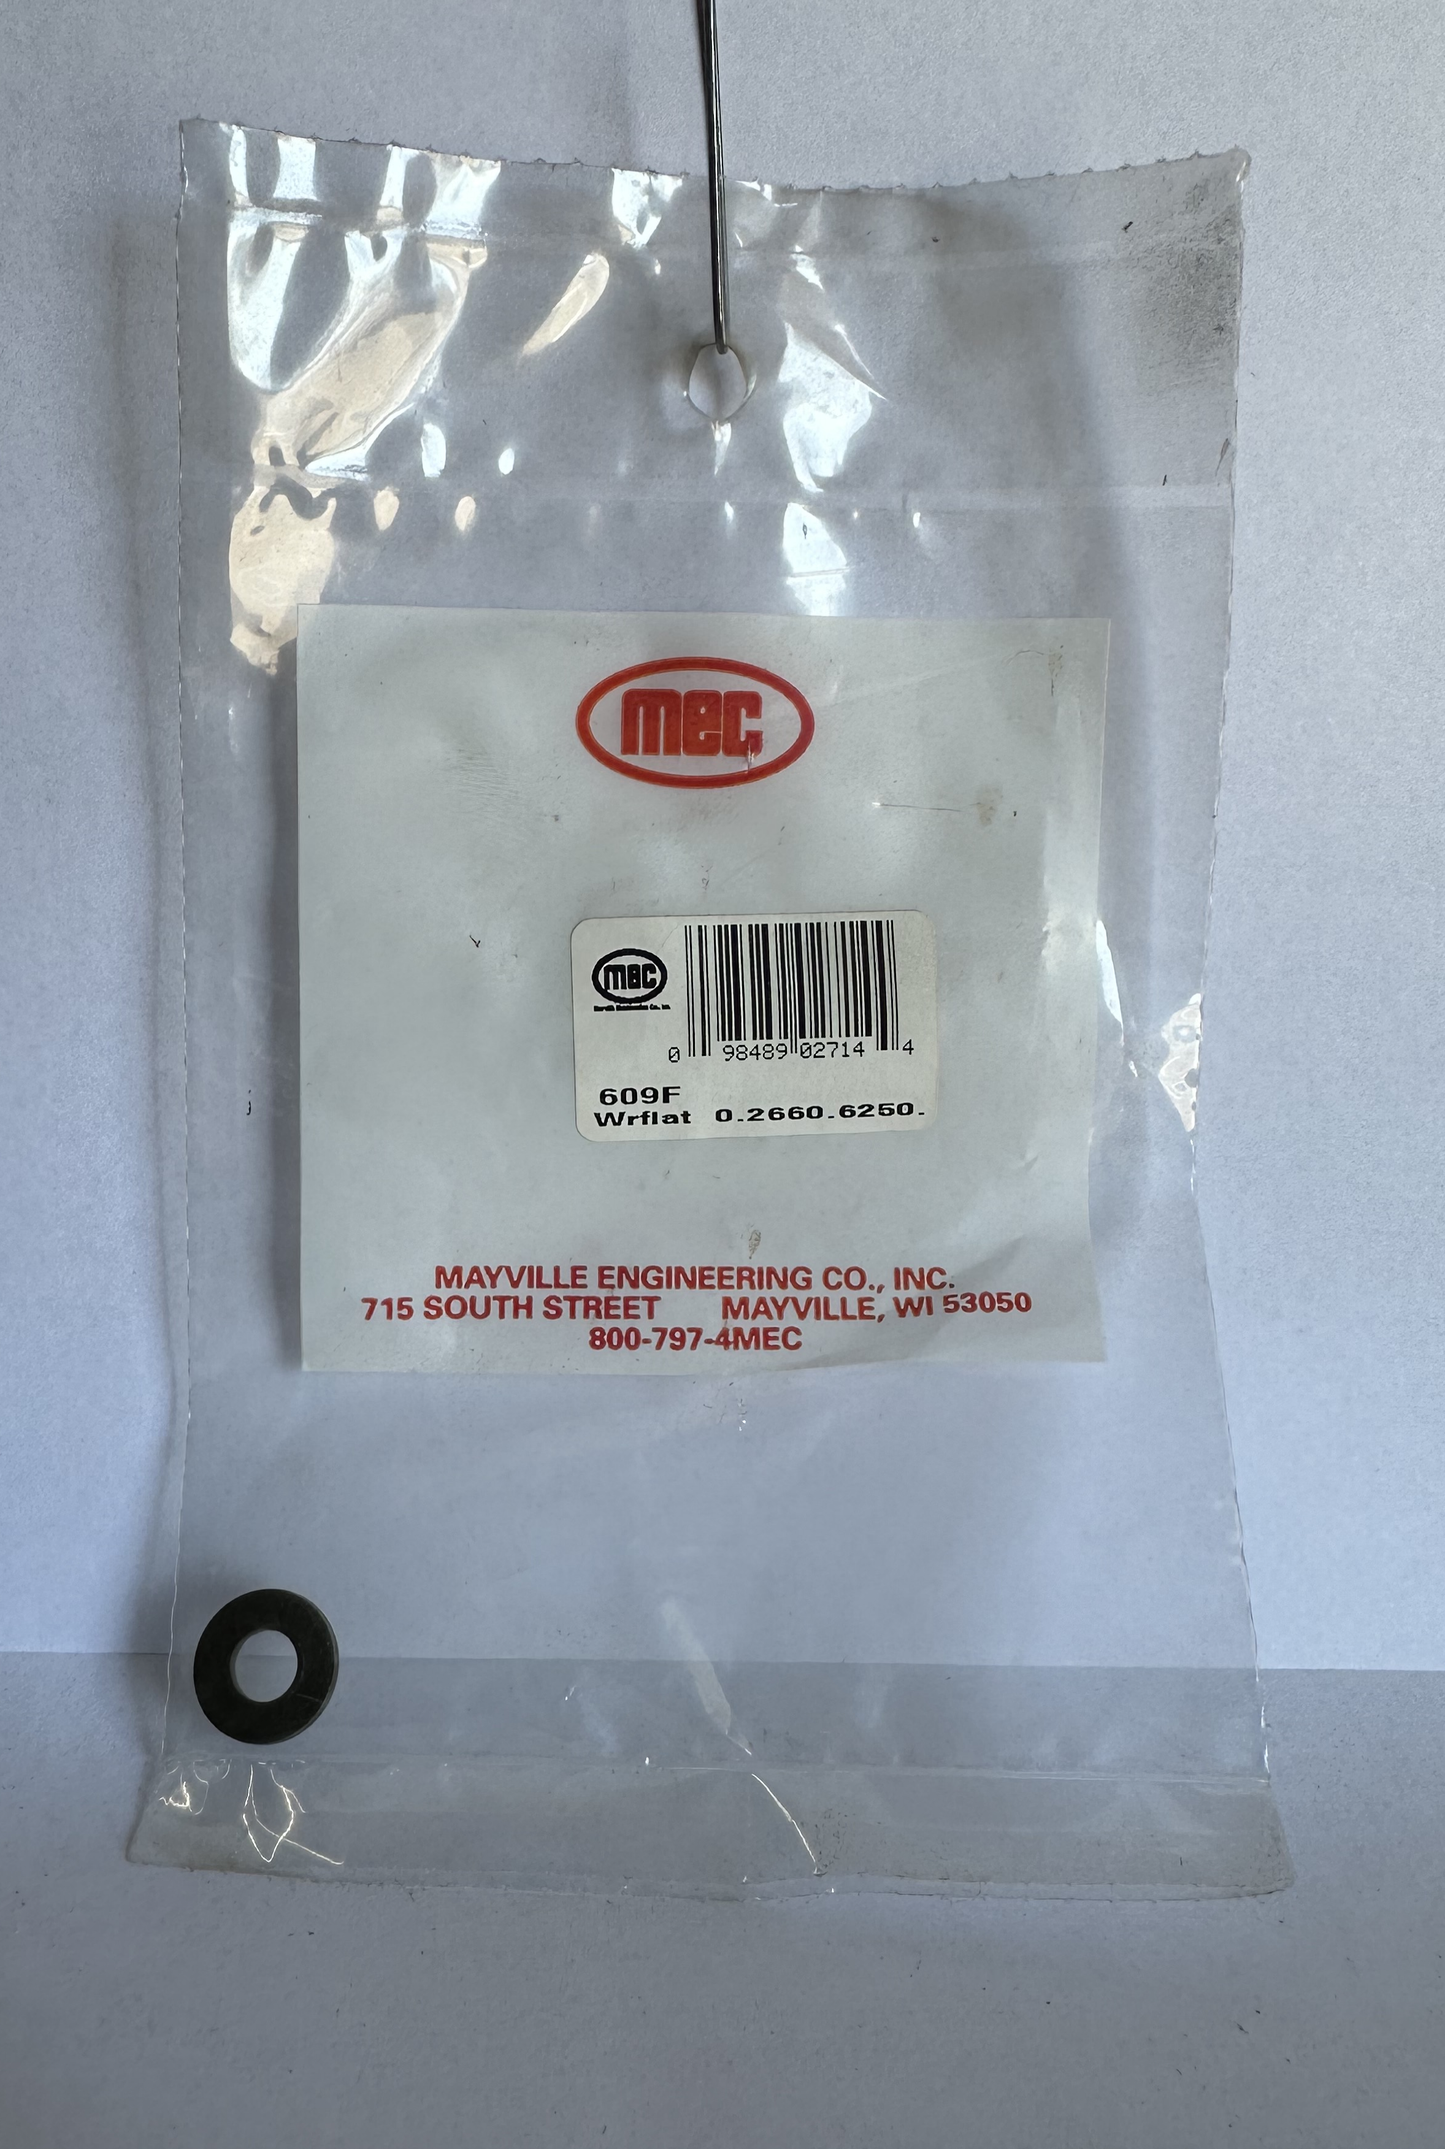 mec
mec
0 98489 02714 4
609F
Wrflat 0.2660.6250.
MAYVILLE ENGINEERING CO., INC.
715 SOUTH STREET MAYVILLE, WI 53050
800-797-4MEC